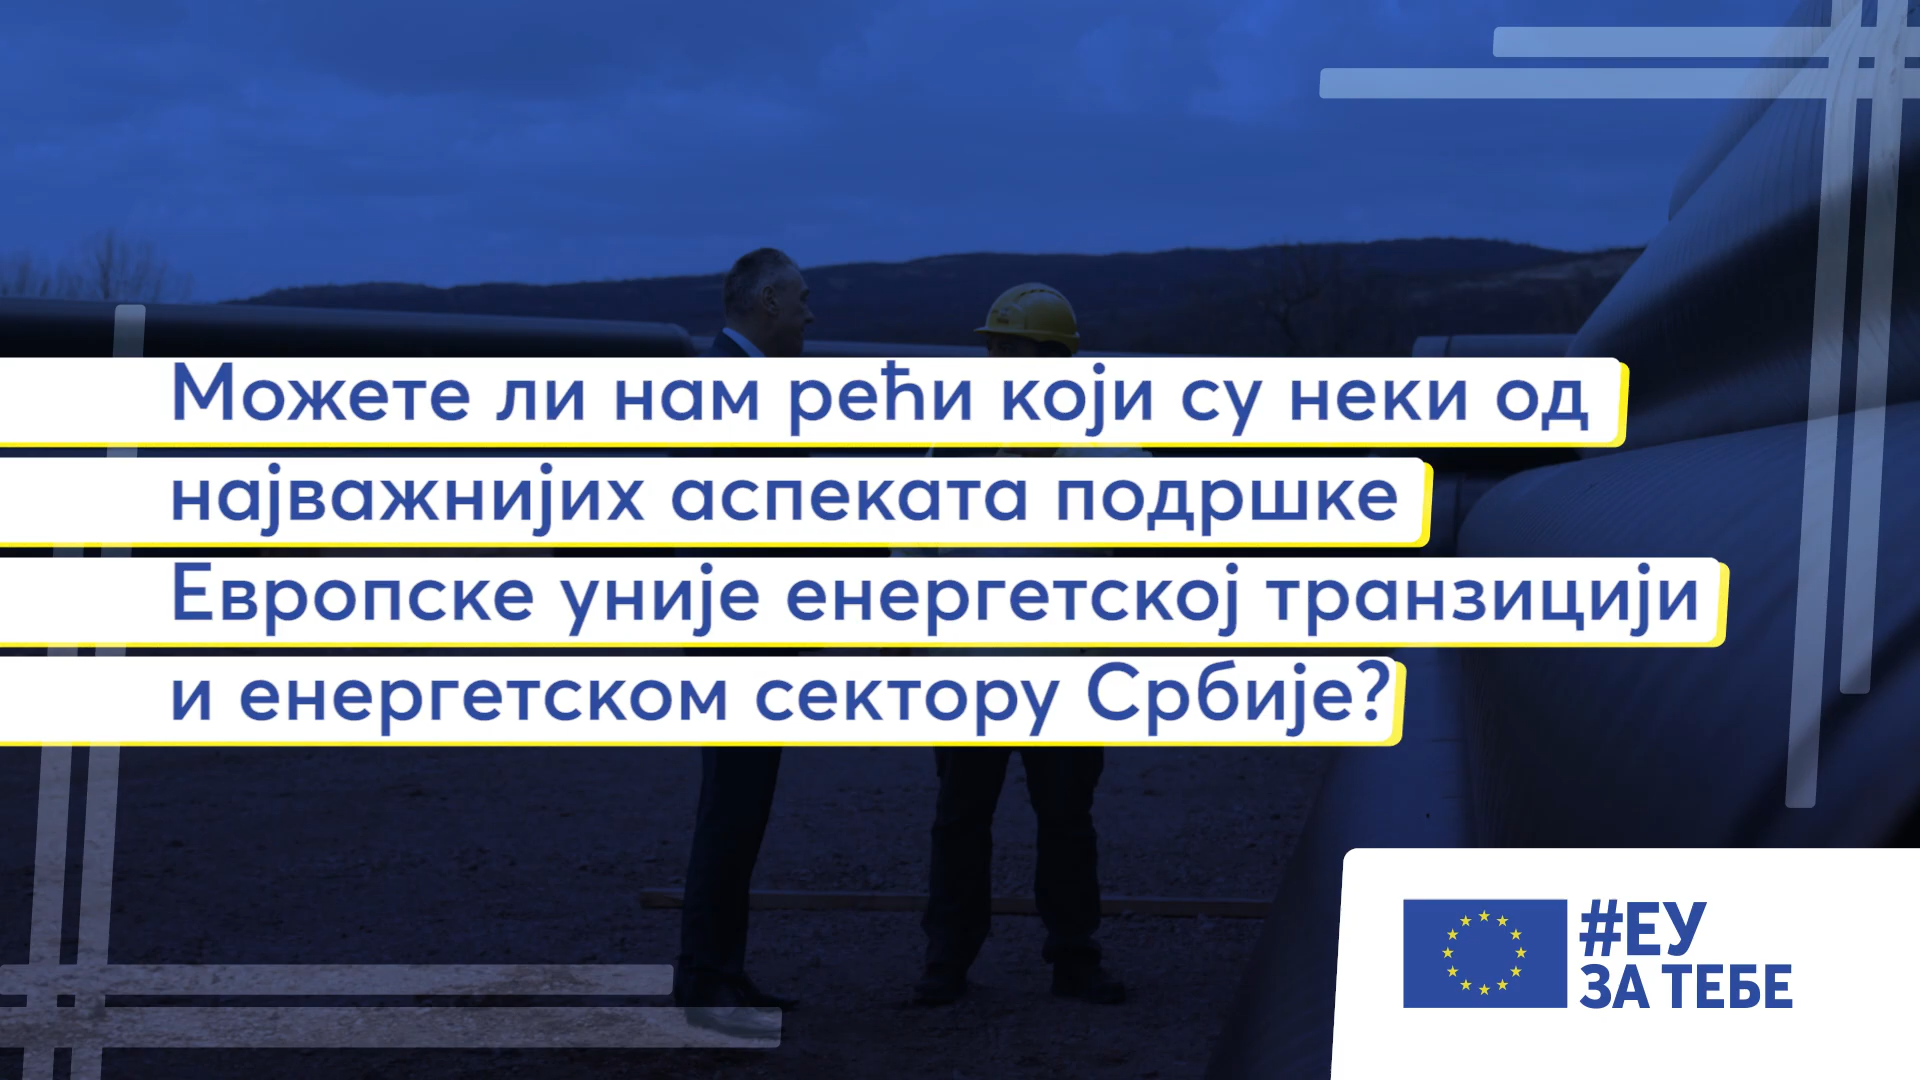 Можете ли нам рећи који су неки од
најважнијих аспеката подршке
Европске уније енергетској транзицији
и енергетском сектору Србије?
#ЕУ
ЗА ТЕБЕ